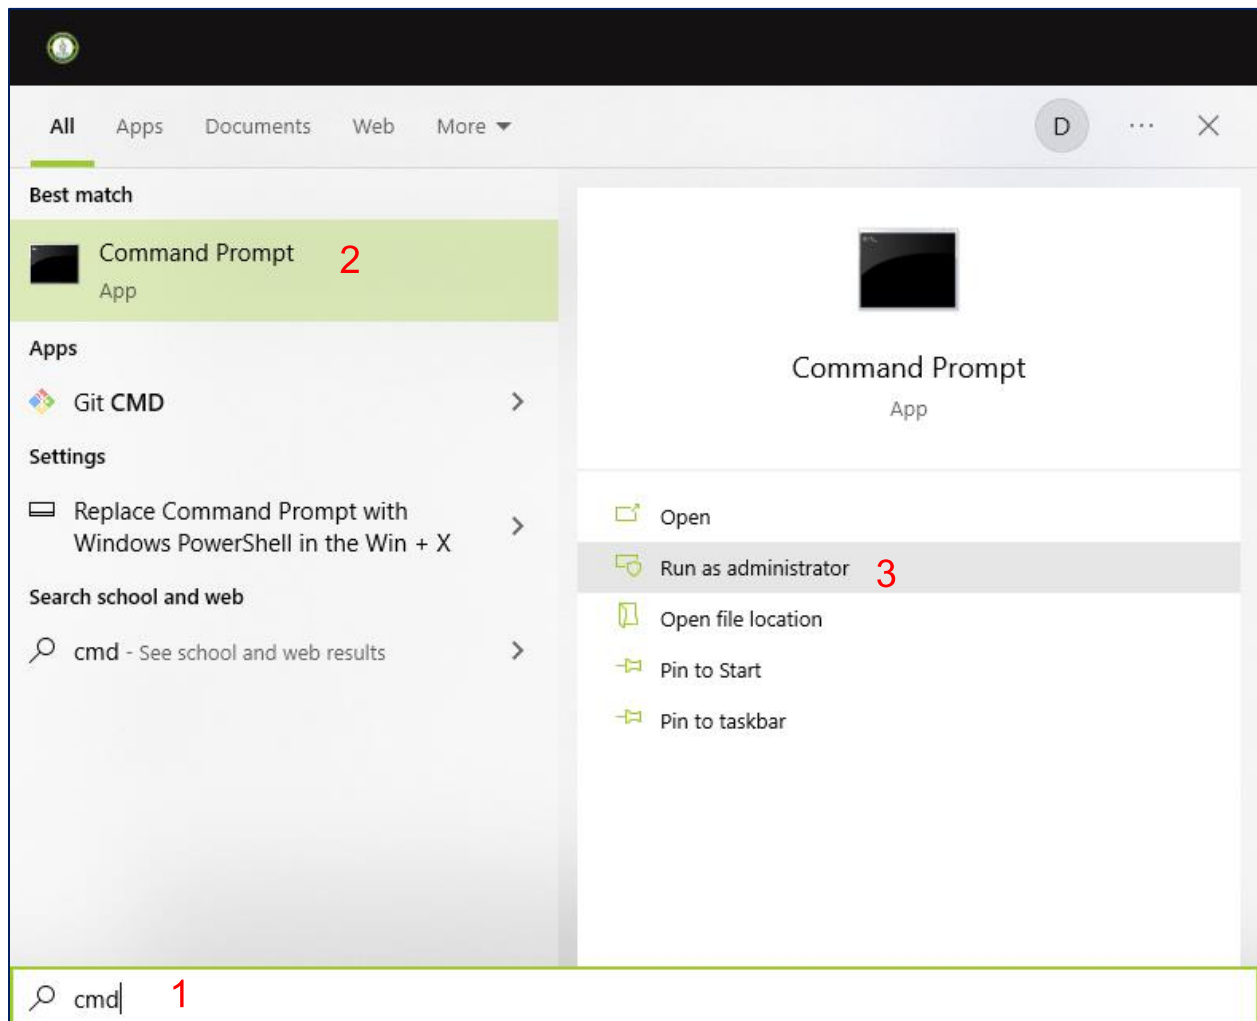 All Apps Documents Web More D ...
Best match
Command Prompt 2
App
Apps
Git CMD
Settings
Replace Command Prompt with
Windows PowerShell in the Win + X
Search school and web
cmd - See school and web results
Command Prompt
App
Open
Run as administrator 3
Open file location
Pin to Start
Pin to taskbar
cmd 1